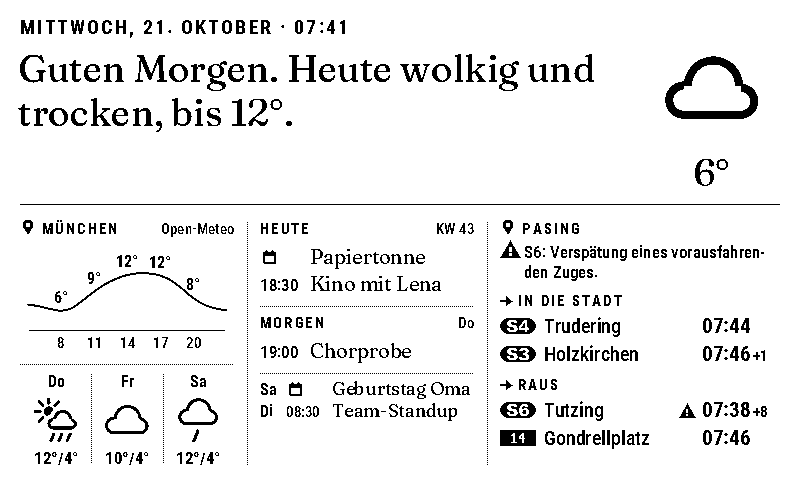 MITTWOCH, 21. OKTOBER · 07:41
Guten Morgen. Heute wolkig und
trocken, bis 12°.
6°
MÜNCHEN Open-Meteo
6° 9° 12° 12° 8°
8 11 14 17 20
Do Fr Sa
12°/4° 10°/4° 12°/4°
HEUTE KW 43
Papiertonne
18:30 Kino mit Lena
MORGEN Do
19:00 Chorprobe
Sa Geburtstag Oma
Di 08:30 Team-Standup
PASING
S6: Verspätung eines vorausfahren-
den Zuges.
IN DIE STADT
S4 Trudering 07:44
S3 Holzkirchen 07:46 +1
RAUS
S6 Tutzing 07:38 +8
14 Gondrellplatz 07:46